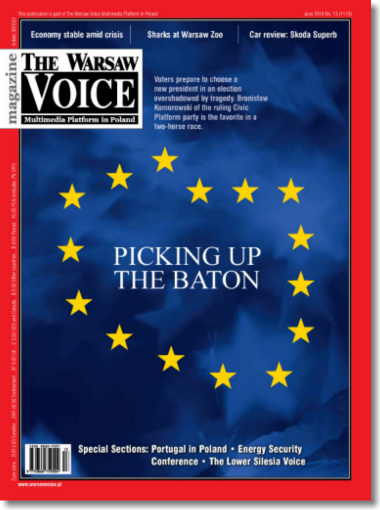 This publication is part of The Warsaw Voice Multimedia Platform in Poland
June 2010 No. 13
Economy stable amid crisis
Sharks at Warsaw Zoo
Car review: Skoda Superb
magazine
THE WARSAW
VOICE
Multimedia Platform in Poland
Voters prepare to choose a
new president in an election
overshadowed by tragedy. Bronisław
Komorowski of the ruling Civic
Platform party is the favorite in a
two-horse race.
PICKING UP
THE BATON
Special Sections: Portugal in Poland • Energy Security
Conference • The Lower Silesia Voice
www.warsawvoice.pl